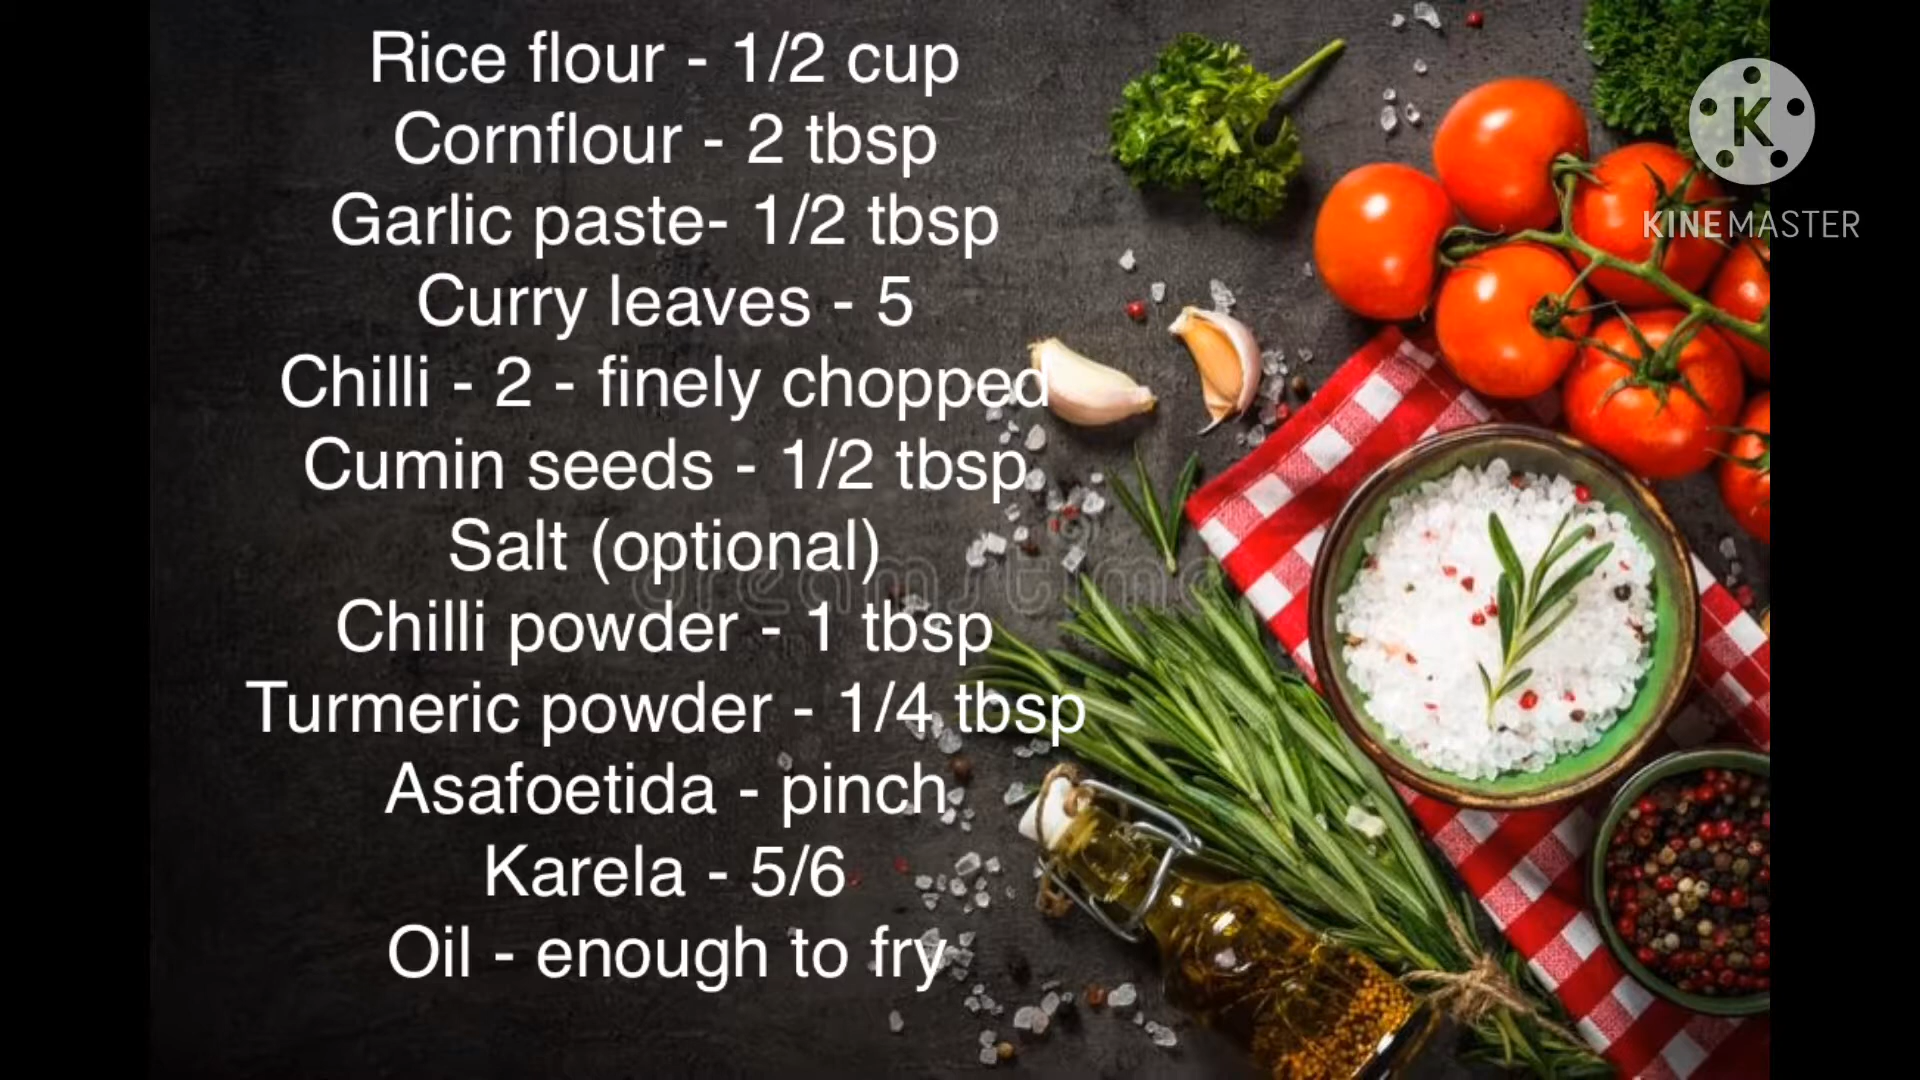 Rice flour - 1/2 cup
Cornflour - 2 tbsp
Garlic paste- 1/2 tbsp
Curry leaves - 5
Chilli - 2 - finely chopped
Cumin seeds - 1/2 tbsp
Salt (optional)
Chilli powder - 1 tbsp
Turmeric powder - 1/4 tbsp
Asafoetida - pinch
Karela - 5/6
Oil - enough to fry
K
KINEMASTER
dreamstime